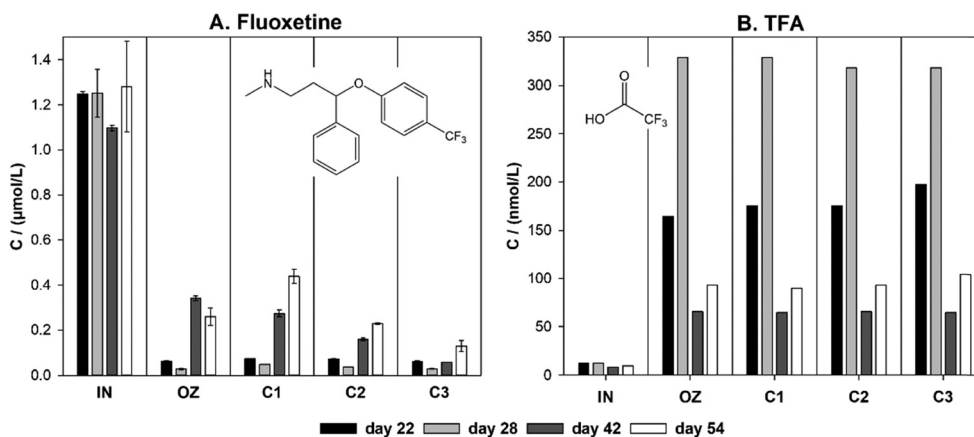 A. Fluoxetine
C / (µmol/L)
1.4
1.2
1.0
0.8
0.6
0.4
0.2
0.0
H
N
O
CF3
IN OZ C1 C2 C3
B. TFA
C / (nmol/L)
350
300
250
200
150
100
50
0
O
HO CF3
IN OZ C1 C2 C3
day 22 day 28 day 42 day 54